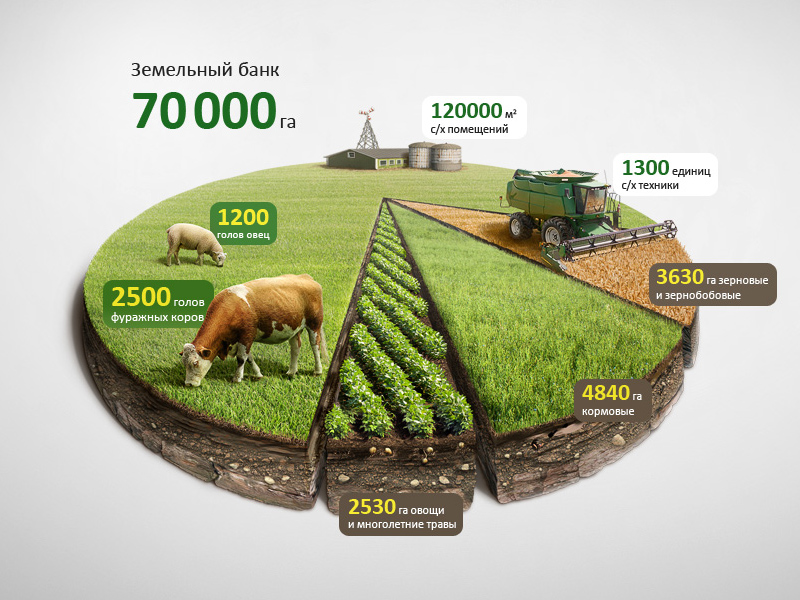 Земельный банк
70 000 га
120000 м²
с/х помещений
1300 единиц
с/х техники
1200
голов овец
2500 голов
фуражных коров
3630 га зерновые
и зернобобовые
4840 га
кормовые
2530 га овощи
и многолетние травы